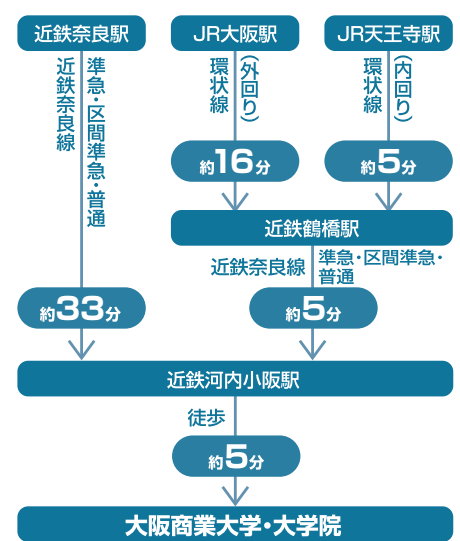 近鉄奈良駅
JR大阪駅
JR天王寺駅
近鉄奈良線
準急・区間準急・普通
環状線
(外回り)
環状線
(内回り)
約16分
約5分
近鉄鶴橋駅
近鉄奈良線
準急・区間準急・
普通
約33分
約5分
近鉄河内小阪駅
徒歩
約5分
大阪商業大学・大学院